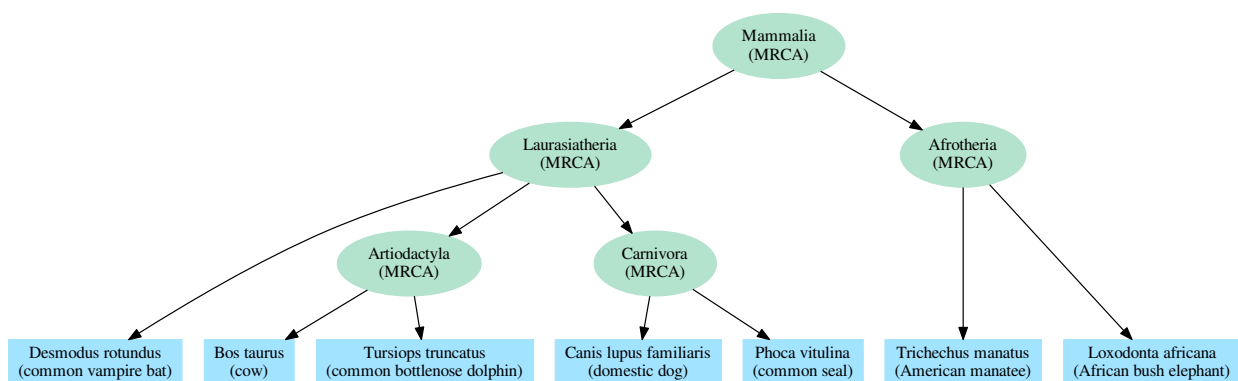 Mammalia
(MRCA)
Laurasiatheria
(MRCA)
Afrotheria
(MRCA)
Artiodactyla
(MRCA)
Carnivora
(MRCA)
Desmodus rotundus
(common vampire bat)
Bos taurus
(cow)
Tursiops truncatus
(common bottlenose dolphin)
Canis lupus familiaris
(domestic dog)
Phoca vitulina
(common seal)
Trichechus manatus
(American manatee)
Loxodonta africana
(African bush elephant)